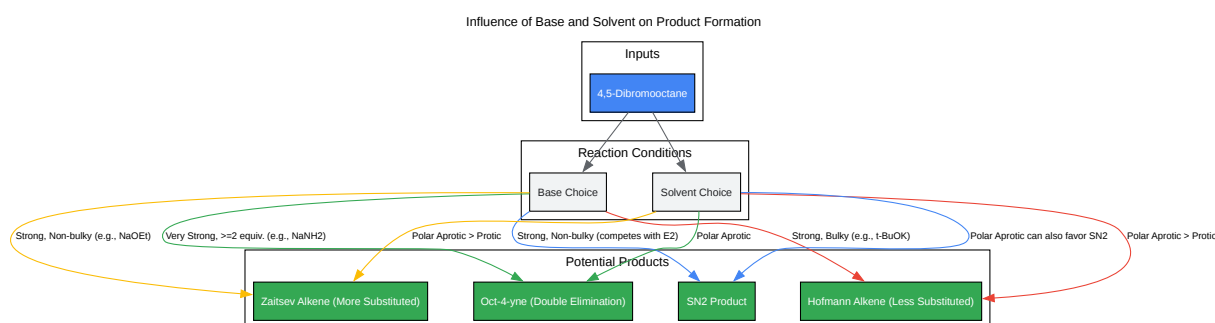 Influence of Base and Solvent on Product Formation
Inputs
4,5-Dibromooctane
Reaction Conditions
Base Choice
Solvent Choice
Strong, Non-bulky (e.g., NaOEt)
Very Strong, >=2 equiv. (e.g., NaNH2)
Polar Aprotic > Protic
Strong, Non-bulky (competes with E2)
Polar Aprotic
Strong, Bulky (e.g., t-BuOK)
Polar Aprotic can also favor SN2
Polar Aprotic > Protic
Potential Products
Zaitsev Alkene (More Substituted)
Oct-4-yne (Double Elimination)
SN2 Product
Hofmann Alkene (Less Substituted)